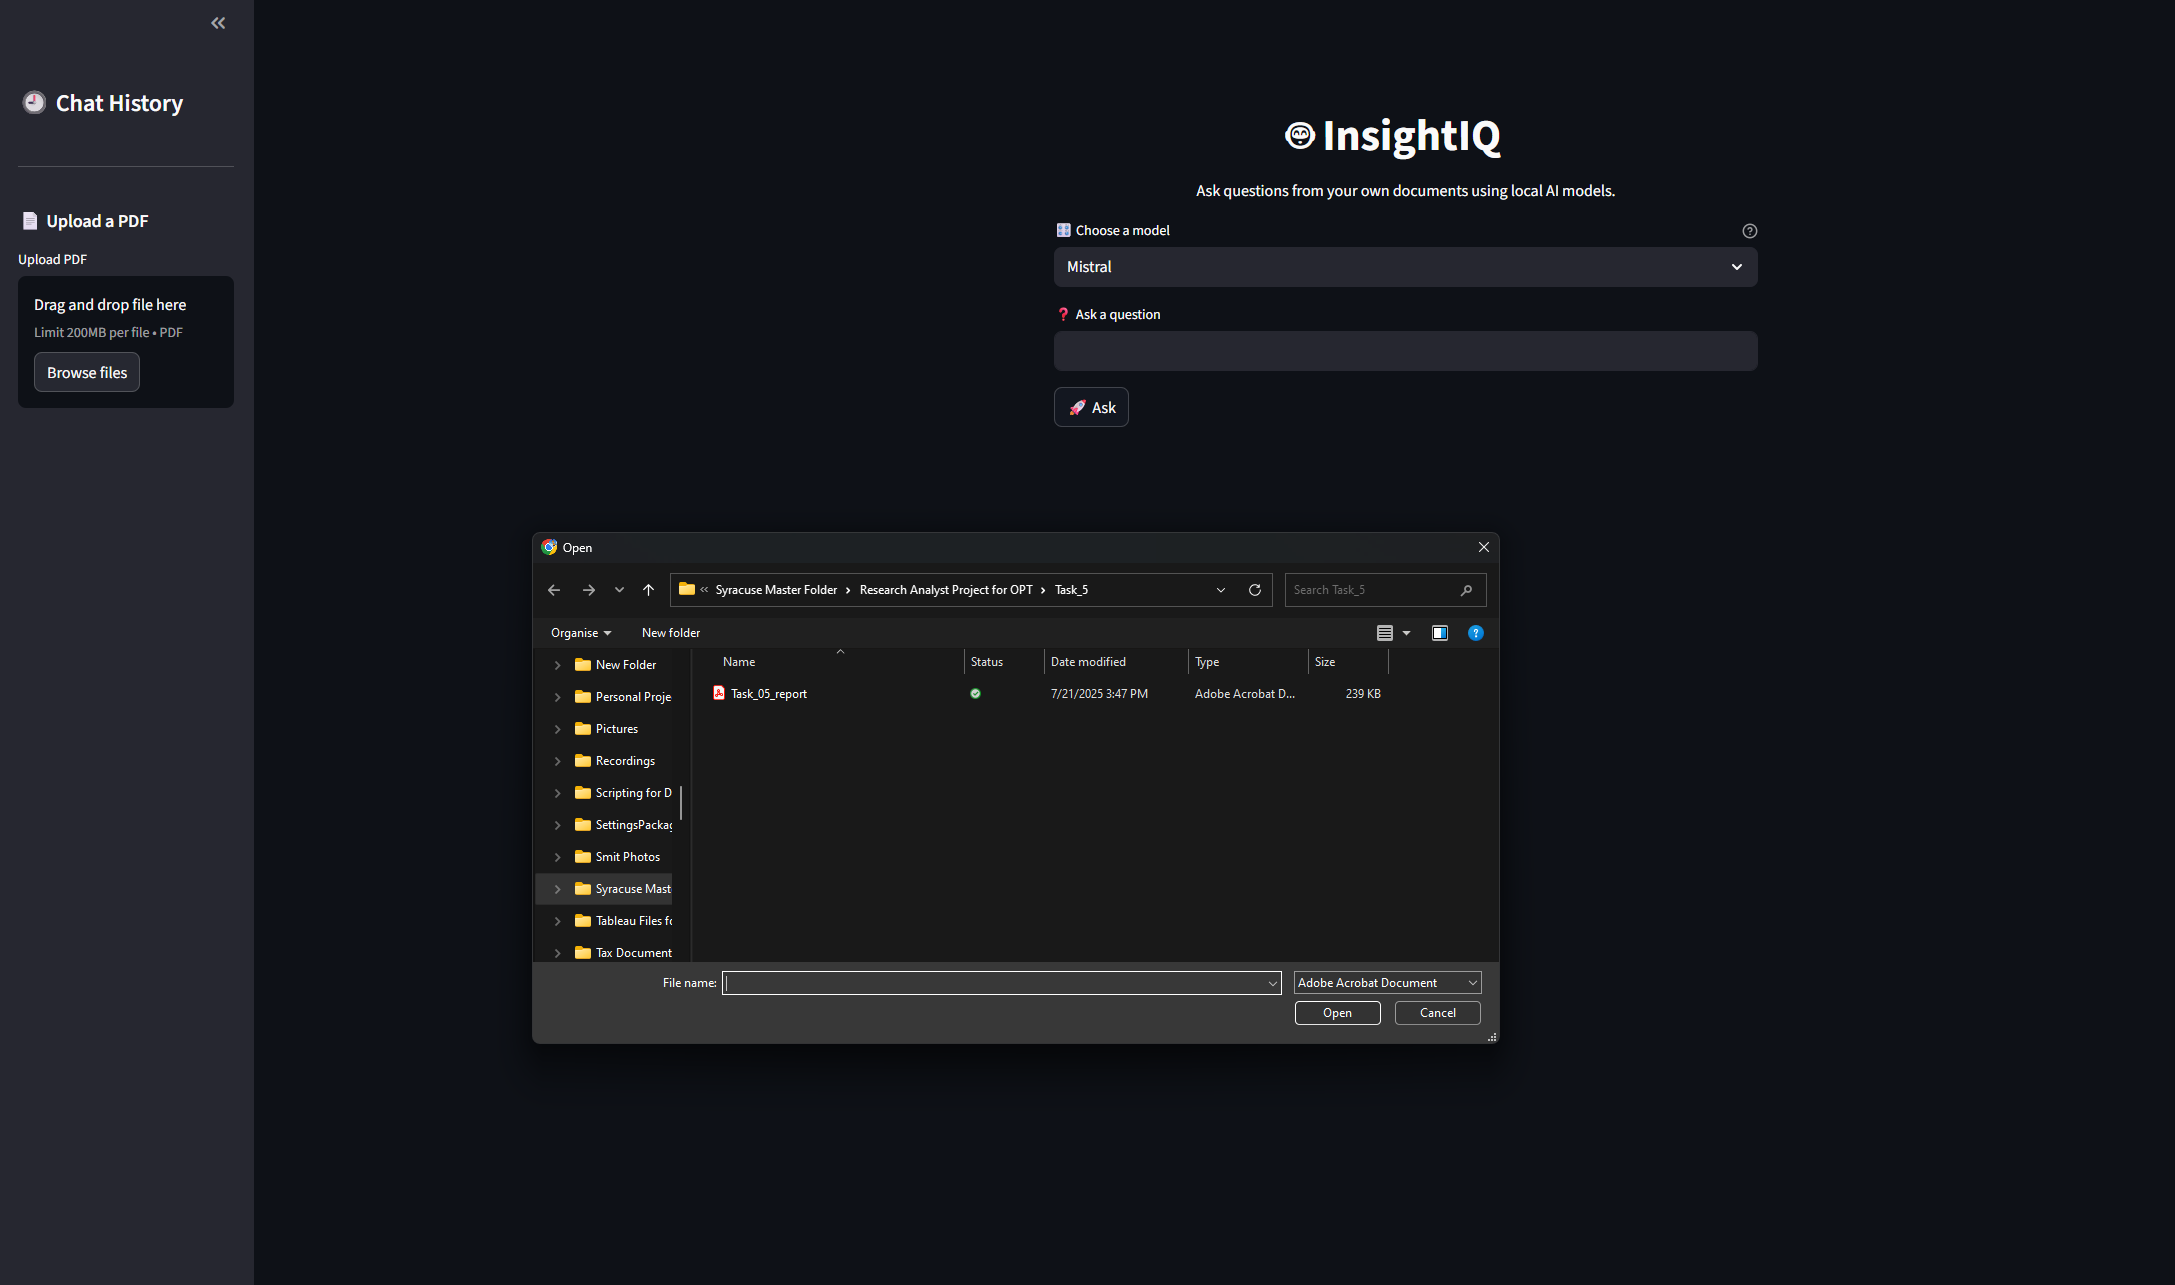 Chat History
Upload a PDF
Upload PDF
Drag and drop file here
Limit 200MB per file • PDF
Browse files
InsightIQ
Ask questions from your own documents using local AI models.
Choose a model
Mistral
Ask a question
Ask
Open
Syracuse Master Folder Research Analyst Project for OPT Task_5
Search Task_5
Organise New folder
Name Status Date modified Type Size
Task_05_report 7/21/2025 3:47 PM Adobe Acrobat D... 239 KB
New Folder
Personal Proje
Pictures
Recordings
Scripting for D
SettingsPackag
Smit Photos
Syracuse Mast
Tableau Files fo
Tax Document
File name: Adobe Acrobat Document
Open Cancel